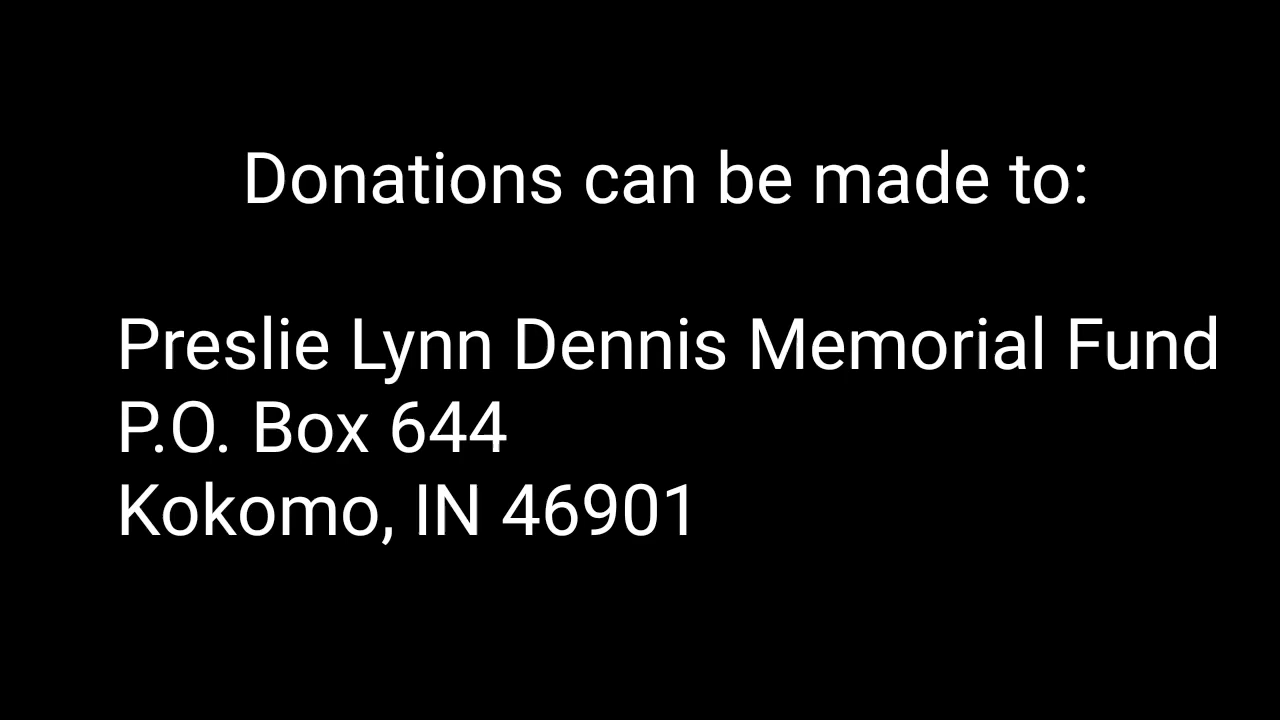 Donations can be made to:
Preslie Lynn Dennis Memorial Fund
P.O. Box 644
Kokomo, IN 46901